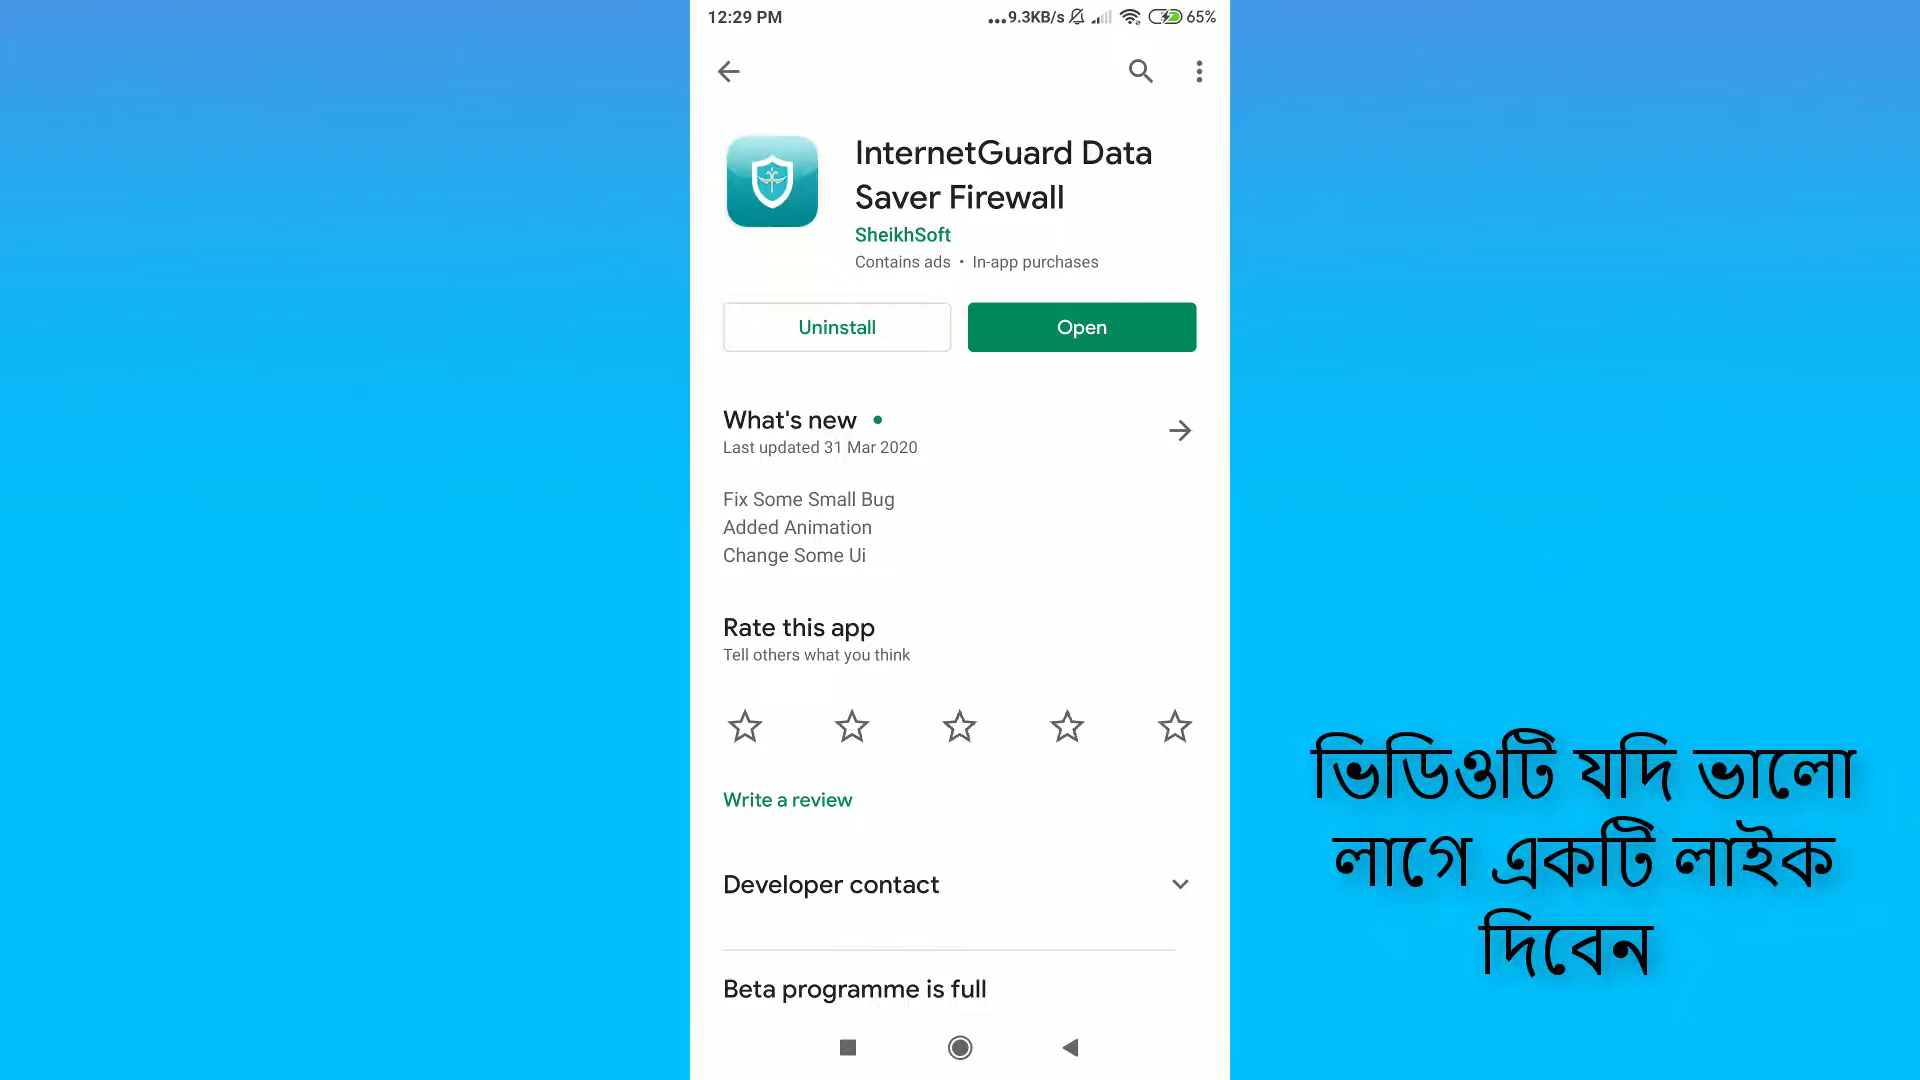 12:29 PM
...9.3KB/s
65%
InternetGuard Data
Saver Firewall
SheikhSoft
Contains ads • In-app purchases
Uninstall
Open
What's new
Last updated 31 Mar 2020
Fix Some Small Bug
Added Animation
Change Some Ui
Rate this app
Tell others what you think
Write a review
Developer contact
Beta programme is full
ভিডিওটি যদি ভালো
লাগে একটি লাইক
দিবেন